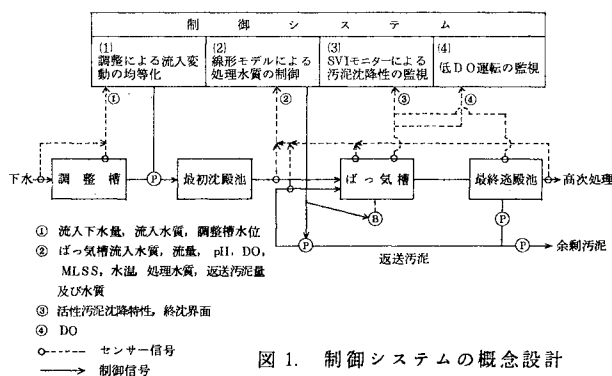 制御システム
(1) 調整による流入変動の均等化
(2) 線形モデルによる処理水質の制御
(3) SVIモニターによる汚泥沈降性の監視
(4) 低DO運転の監視
① ② ③ ④
下水 調整槽 P 最初沈殿池 ばっ気槽 最終沈殿池 高次処理
B P
P P 余剰汚泥
返送汚泥
① 流入下水量,流入水質,調整槽水位
② ばっ気槽流入水質,流量,pH,DO,
MLSS,水温,処理水質,返送汚泥量
及び水質
③ 活性汚泥沈降特性,終沈界面
④ DO
センサー信号
制御信号
図1. 制御システムの概念設計